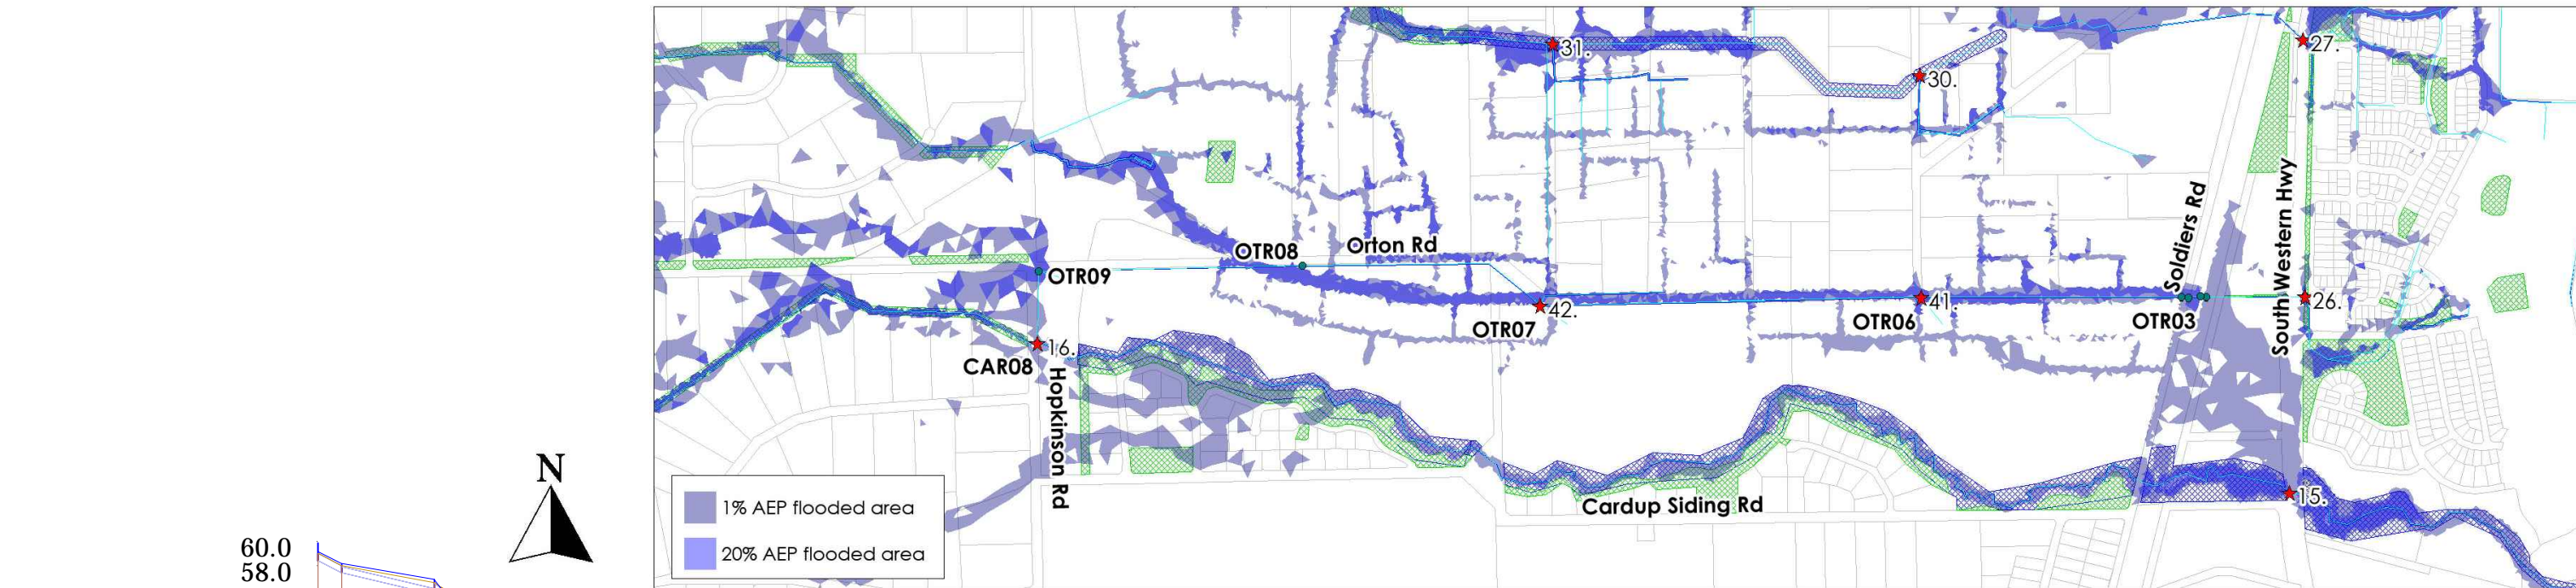 31.
27.
30.
Soldiers Rd
South Western Hwy
OTR08
Orton Rd
OTR09
42.
41.
26.
OTR07
OTR06
OTR03
16.
CAR08
Hopkinson Rd
15.
Cardup Siding Rd
N
1% AEP flooded area
20% AEP flooded area
60.0
58.0